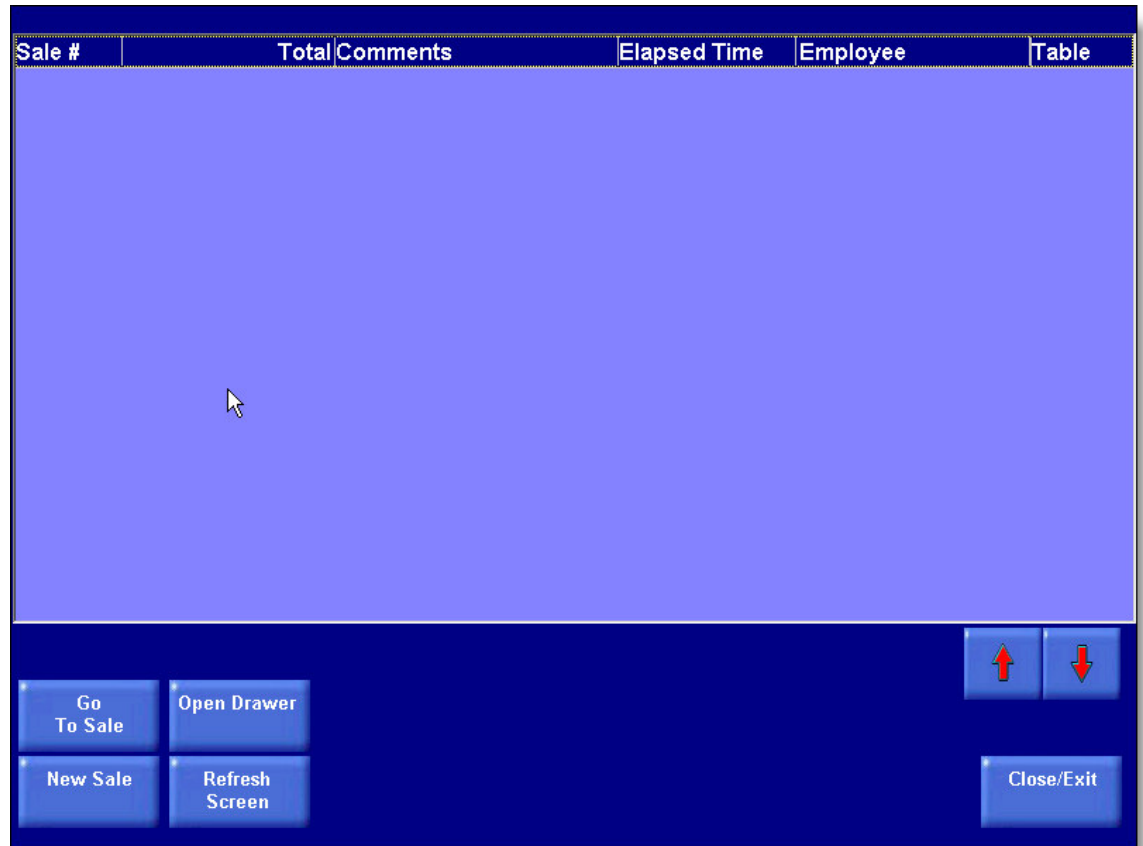 Sale # Total Comments Elapsed Time Employee Table
Go
To Sale
Open Drawer
New Sale
Refresh
Screen
Close/Exit